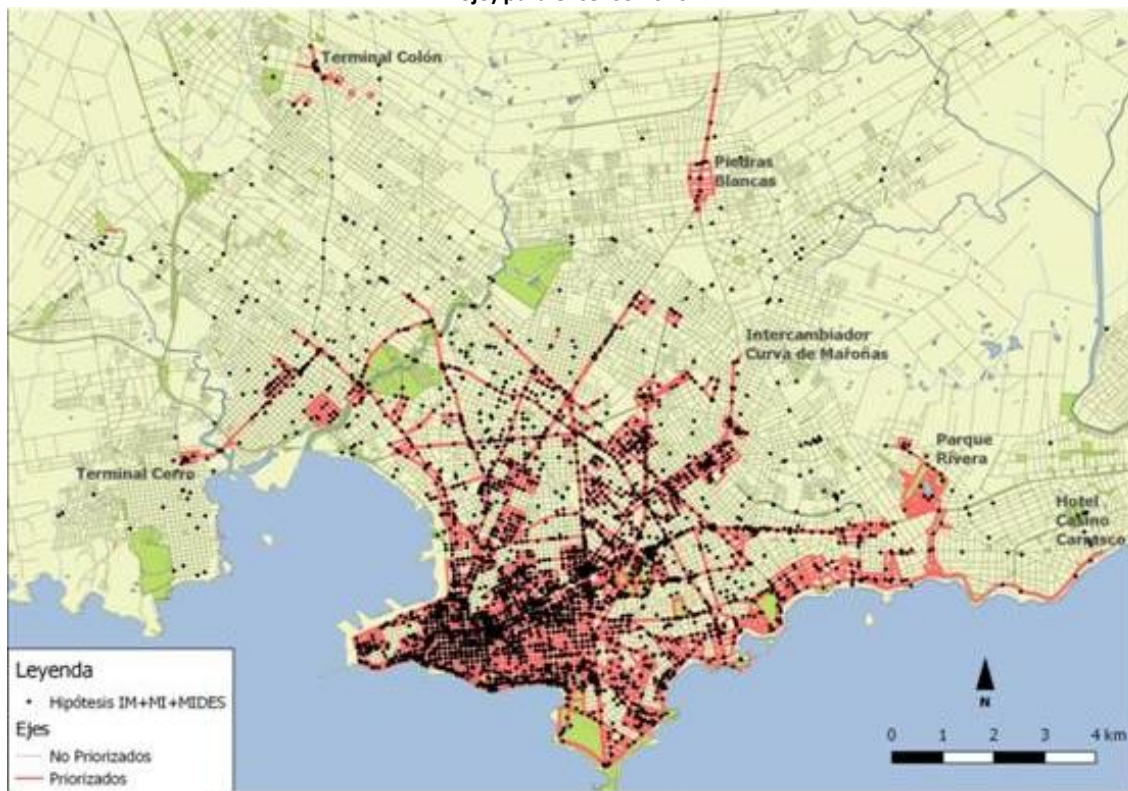 Terminal Colón
Piedras
Blancas
Intercambiador
Curva de Maroñas
Parque
Rivera
Terminal Cerro
Hotel
Casino
Carrasco
Leyenda
Hipótesis IM+MI+MIDES
Ejes
No Priorizados
Priorizados
N
0 1 2 3 4 km